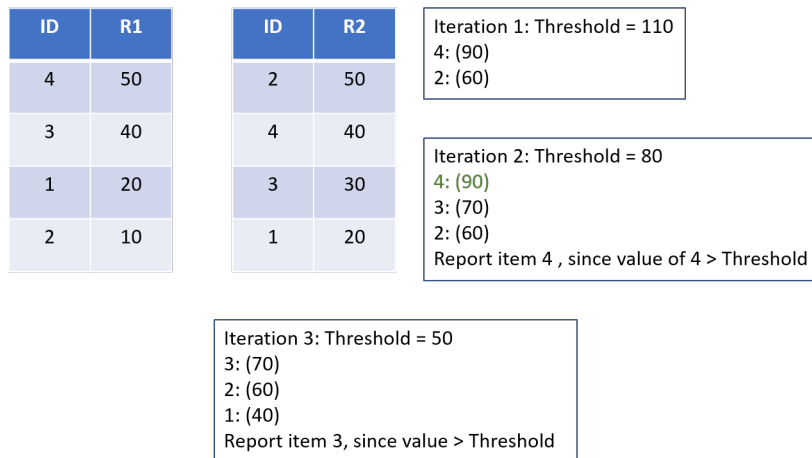 ID R1
4 50
3 40
1 20
2 10
ID R2
2 50
4 40
3 30
1 20
Iteration 1: Threshold = 110
4: (90)
2: (60)
Iteration 2: Threshold = 80
4: (90)
3: (70)
2: (60)
Report item 4 , since value of 4 > Threshold
Iteration 3: Threshold = 50
3: (70)
2: (60)
1: (40)
Report item 3, since value > Threshold